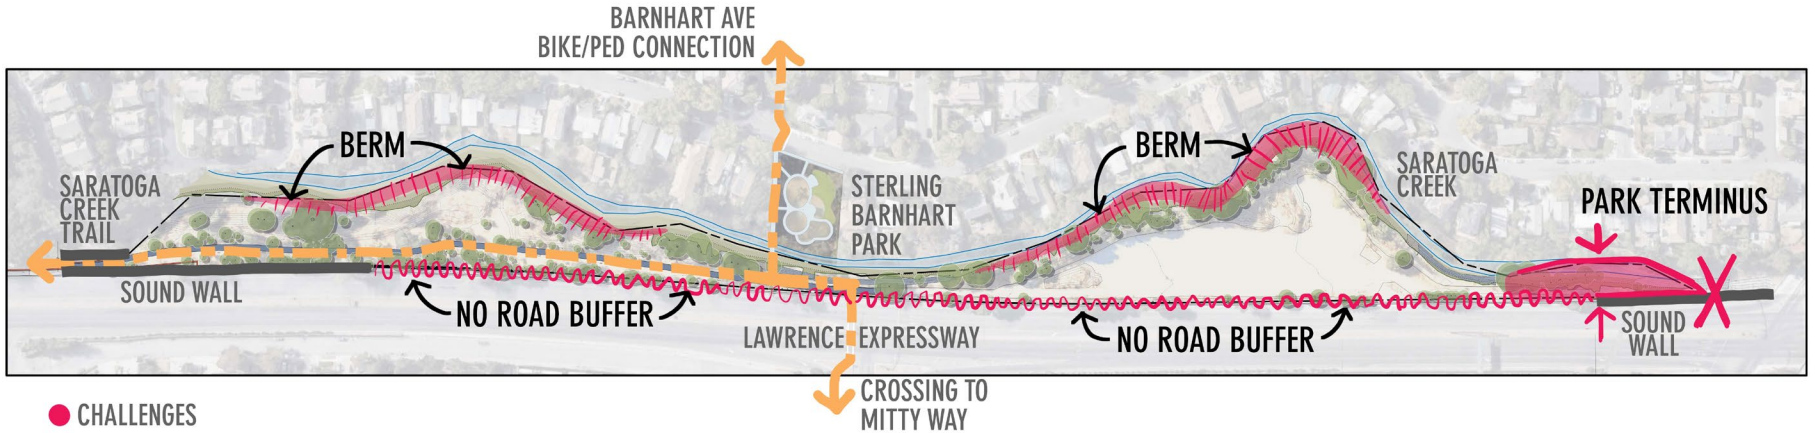 BARNHART AVE
BIKE/PED CONNECTION
BERM
BERM
SARATOGA
CREEK
TRAIL
STERLING
BARNHART
PARK
SARATOGA
CREEK
PARK TERMINUS
SOUND WALL
NO ROAD BUFFER
LAWRENCE EXPRESSWAY
NO ROAD BUFFER
SOUND
WALL
CROSSING TO
MITTY WAY
CHALLENGES